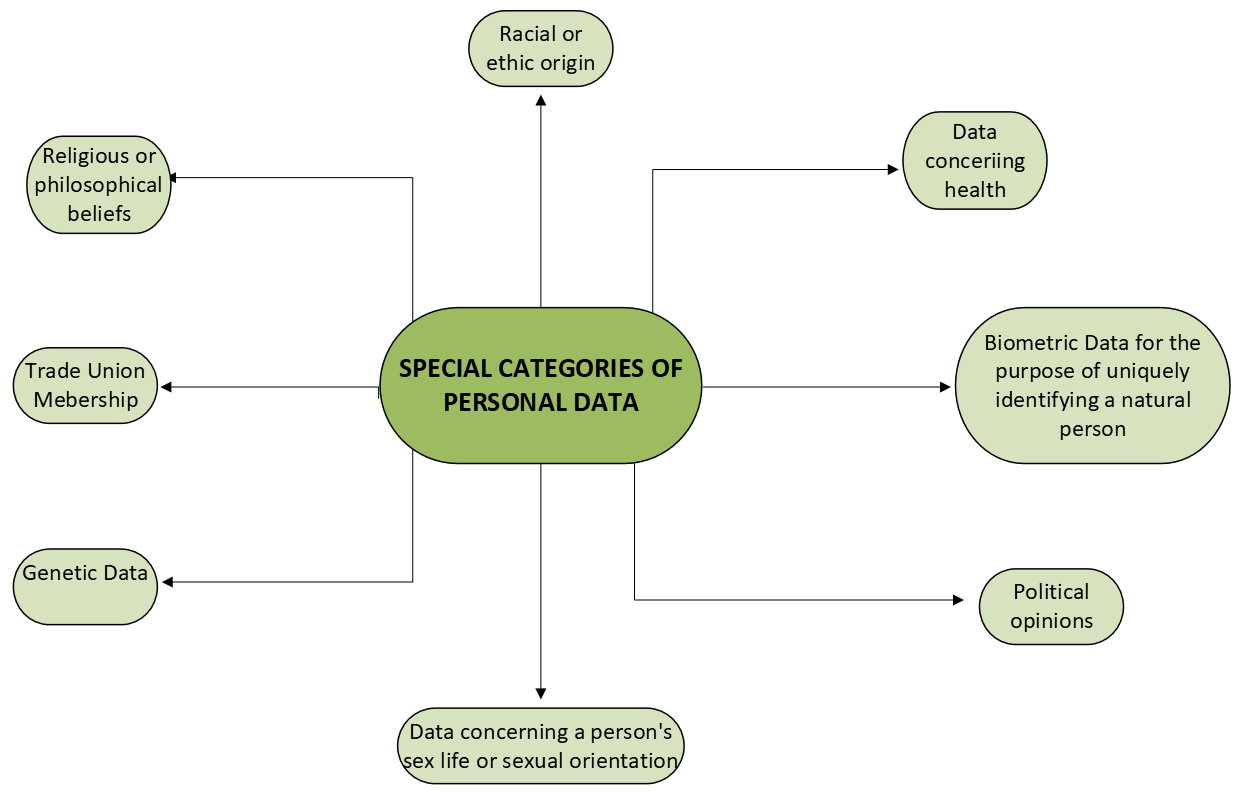 Racial or
ethic origin
Data
conceriing
health
Religious or
philosophical
beliefs
SPECIAL CATEGORIES OF
PERSONAL DATA
Trade Union
Mebership
Biometric Data for the
purpose of uniquely
identifying a natural
person
Genetic Data
Political
opinions
Data concerning a person's
sex life or sexual orientation